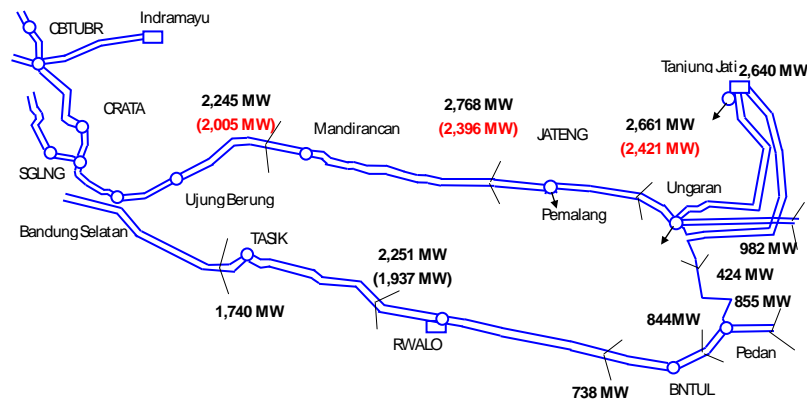 Indramayu
CBTUBR
Tanjung Jati
2,640 MW
2,245 MW
(2,005 MW)
2,768 MW
(2,396 MW)
CRATA
Mandirancan
JATENG
2,661 MW
(2,421 MW)
SGLNG
Ujung Berung
Ungaran
Pemalang
Bandung Selatan
TASIK
2,251 MW
(1,937 MW)
982 MW
424 MW
1,740 MW
855 MW
RWALO
844MW
Pedan
738 MW
BNTUL